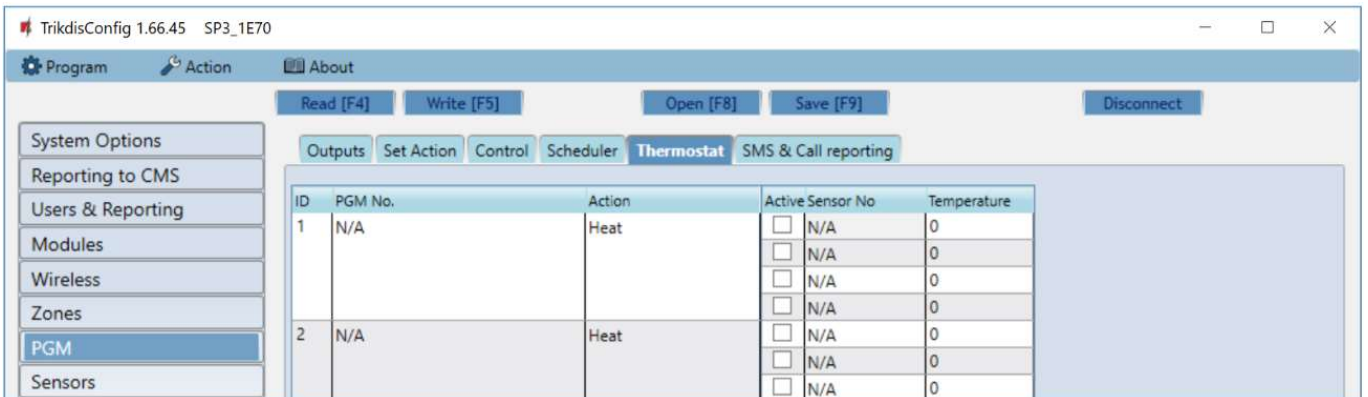 TrikdisConfig 1.66.45 SP3_1E70
Program Action About
Read [F4] Write [F5] Open [F8] Save [F9] Disconnect
System Options
Reporting to CMS
Users & Reporting
Modules
Wireless
Zones
PGM
Sensors
Outputs Set Action Control Scheduler Thermostat SMS & Call reporting
ID PGM No. Action Active Sensor No Temperature
1 N/A Heat N/A 0
N/A 0
N/A 0
N/A 0
2 N/A Heat N/A 0
N/A 0
N/A 0